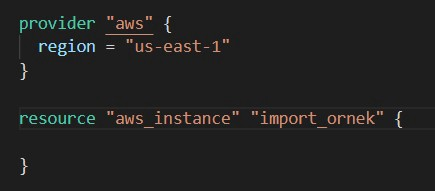 provider "aws" {
  region = "us-east-1"
}
resource "aws_instance" "import_ornek" {
}